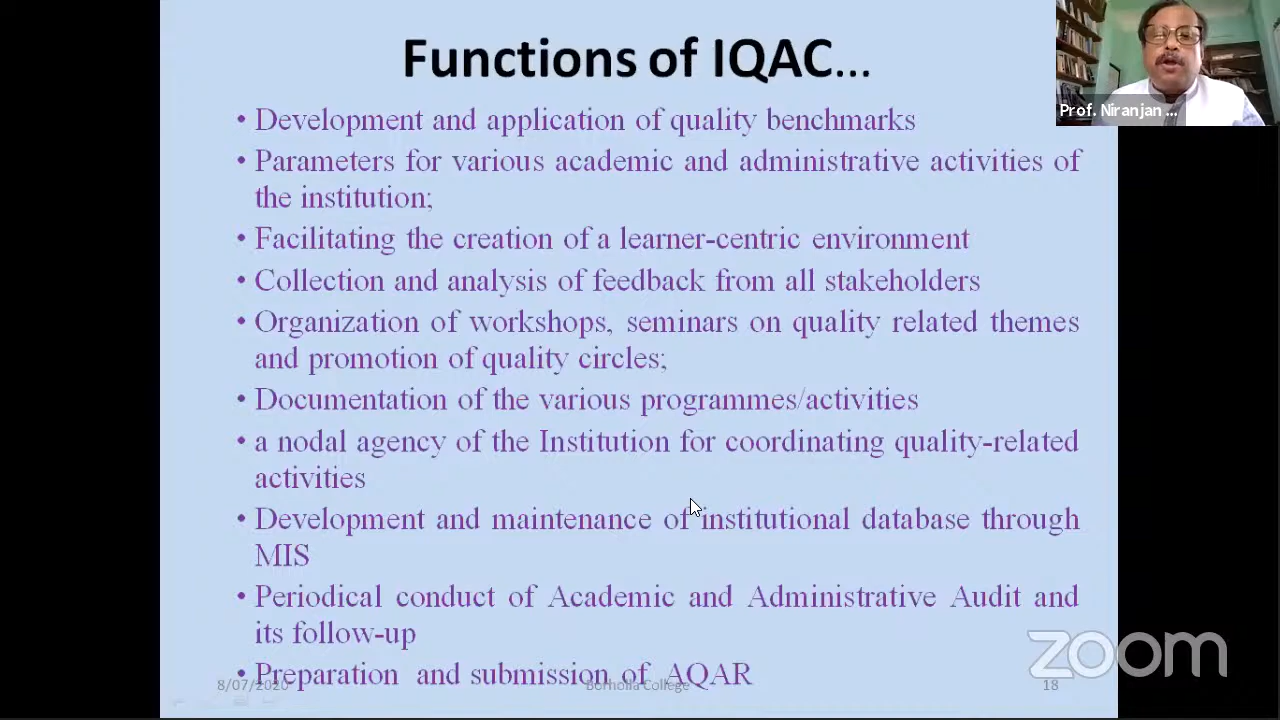 Functions of IQAC...
• Development and application of quality benchmarks
• Parameters for various academic and administrative activities of
the institution;
• Facilitating the creation of a learner-centric environment
• Collection and analysis of feedback from all stakeholders
• Organization of workshops, seminars on quality related themes
and promotion of quality circles;
• Documentation of the various programmes/activities
• a nodal agency of the Institution for coordinating quality-related
activities
• Development and maintenance of institutional database through
MIS
• Periodical conduct of Academic and Administrative Audit and
its follow-up
• Preparation and submission of AQAR
8/07/2020
Borholla College
18
Prof. Niranjan ...
zoom